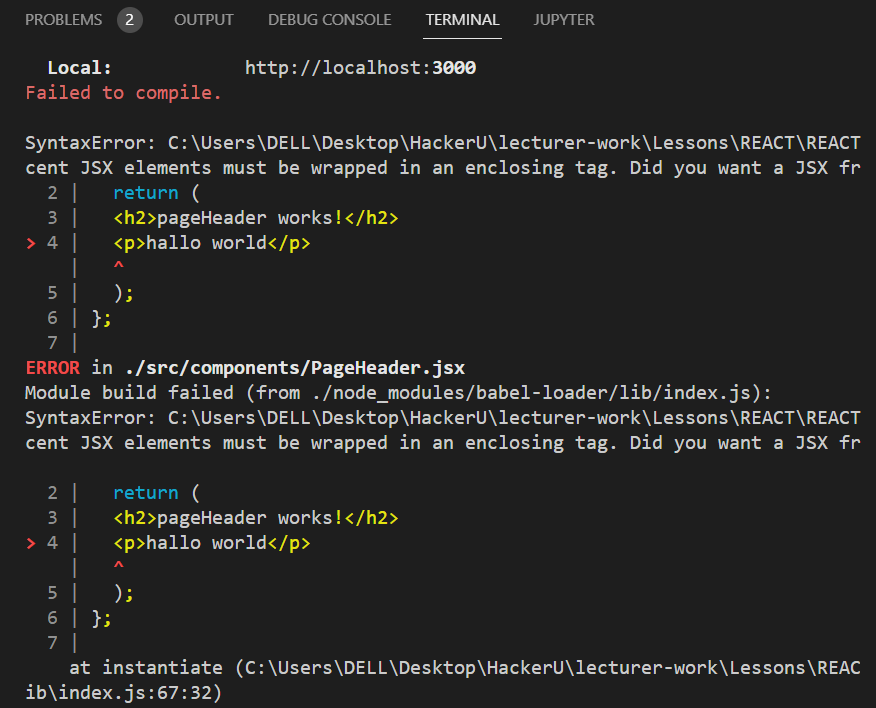 PROBLEMS 2 OUTPUT DEBUG CONSOLE TERMINAL JUPYTER
Local: http://localhost:3000
Failed to compile.
SyntaxError: C:\Users\DELL\Desktop\HackerU\lecturer-work\Lessons\REACT\REACT
cent JSX elements must be wrapped in an enclosing tag. Did you want a JSX fr
2 | return (
3 | <h2>pageHeader works!</h2>
> 4 | <p>hallo world</p>
| ^
5 | );
6 | };
7 |
ERROR in ./src/components/PageHeader.jsx
Module build failed (from ./node_modules/babel-loader/lib/index.js):
SyntaxError: C:\Users\DELL\Desktop\HackerU\lecturer-work\Lessons\REACT\REACT
cent JSX elements must be wrapped in an enclosing tag. Did you want a JSX fr
2 | return (
3 | <h2>pageHeader works!</h2>
> 4 | <p>hallo world</p>
| ^
5 | );
6 | };
7 |
at instantiate (C:\Users\DELL\Desktop\HackerU\lecturer-work\Lessons\REAC
ib\index.js:67:32)